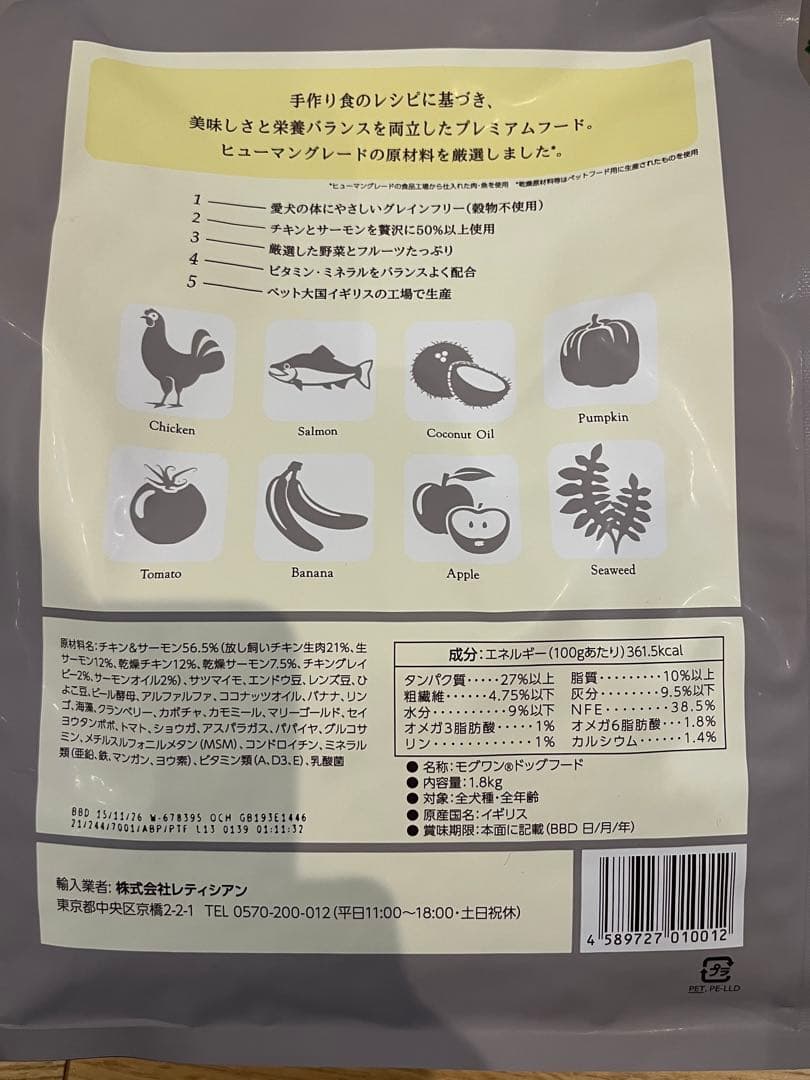 手作り食のレシピに基づき、
美味しさと栄養バランスを両立したプレミアムフード。
ヒューマングレードの原材料を厳選しました*。
*ヒューマングレードの食品工場から仕入れた肉・魚を使用 *乾燥原材料等はペットフード用に生産されたものを使用
1 愛犬の体にやさしいグレインフリー(穀物不使用)
2 チキンとサーモンを贅沢に50%以上使用
3 厳選した野菜とフルーツたっぷり
4 ビタミン・ミネラルをバランスよく配合
5 ペット大国イギリスの工場で生産
Chicken
Salmon
Coconut Oil
Pumpkin
Tomato
Banana
Apple
Seaweed
原材料名:チキン&サーモン56.5%(放し飼いチキン生肉21%、生
サーモン12%、乾燥チキン12%、乾燥サーモン7.5%、チキングレイ
ビー2%、サーモンオイル2%)、サツマイモ、エンドウ豆、レンズ豆、ひ
よこ豆、ビール酵母、アルファルファ、ココナッツオイル、バナナ、リン
ゴ、海藻、クランベリー、カボチャ、カモミール、マリーゴールド、セイ
ヨウタンポポ、トマト、ショウガ、アスパラガス、パパイヤ、グルコサ
ミン、メチルスルフォニルメタン(MSM)、コンドロイチン、ミネラル
類(亜鉛、鉄、マンガン、ヨウ素)、ビタミン類(A、D3、E)、乳酸菌
BBD 15/11/26 W-678395 OCH GB193E1446
21/244/7001/ABP/PTF L13 0139 01:11:32
成分:エネルギー(100gあたり)361.5kcal
タンパク質・・・・・27%以上 脂質・・・・・・・・・10%以上
粗繊維・・・・・4.75%以下 灰分・・・・・・・・9.5%以下
水分・・・・・・・・・・9%以下 NFE・・・・・・・・38.5%
オメガ3脂肪酸・・・・・1% オメガ6脂肪酸・・・1.8%
リン・・・・・・・・・・・・1% カルシウム・・・・・・1.4%
●名称:モグワン®ドッグフード
●内容量:1.8kg
●対象:全犬種・全年齢
●原産国名:イギリス
●賞味期限:本面に記載(BBD 日/月/年)
輸入業者:株式会社レティシアン
東京都中央区京橋2-2-1 TEL 0570-200-012(平日11:00〜18:00・土日祝休)
4 589727 010012
プラ
PET, PE-LLD